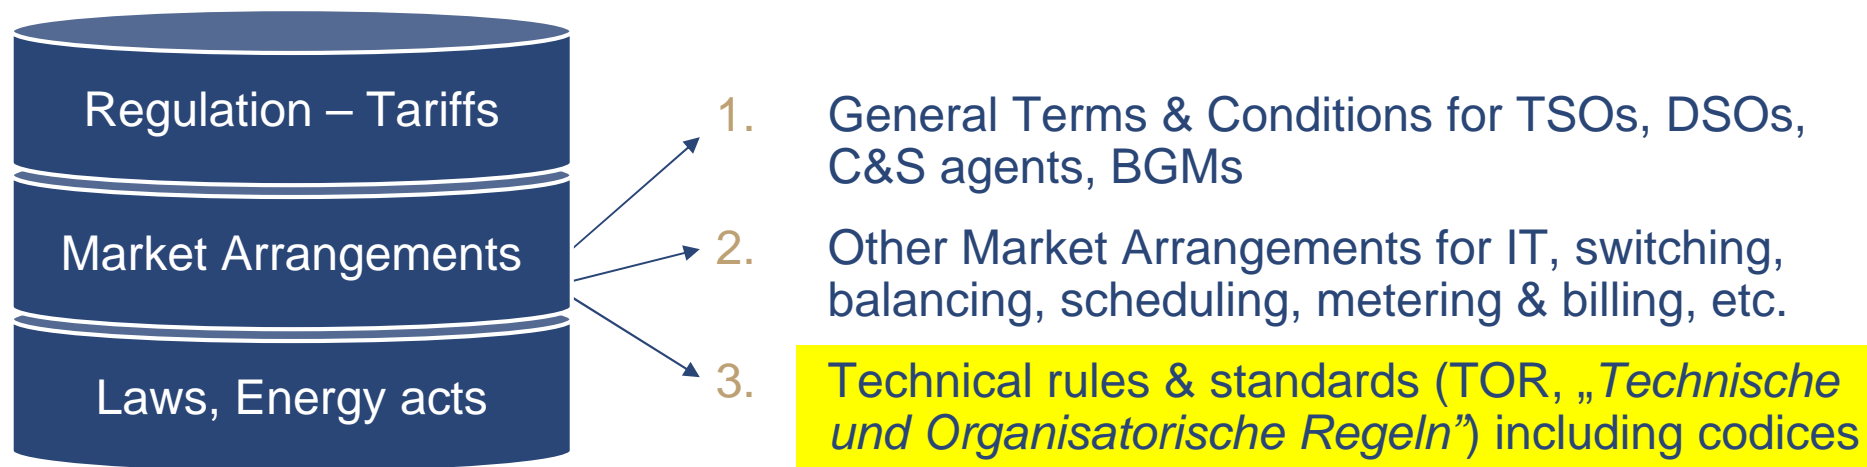 Regulation – Tariffs
Market Arrangements
Laws, Energy acts
1. General Terms & Conditions for TSOs, DSOs,
C&S agents, BGMs
2. Other Market Arrangements for IT, switching,
balancing, scheduling, metering & billing, etc.
3. Technical rules & standards (TOR, „Technische
und Organisatorische Regeln”) including codices